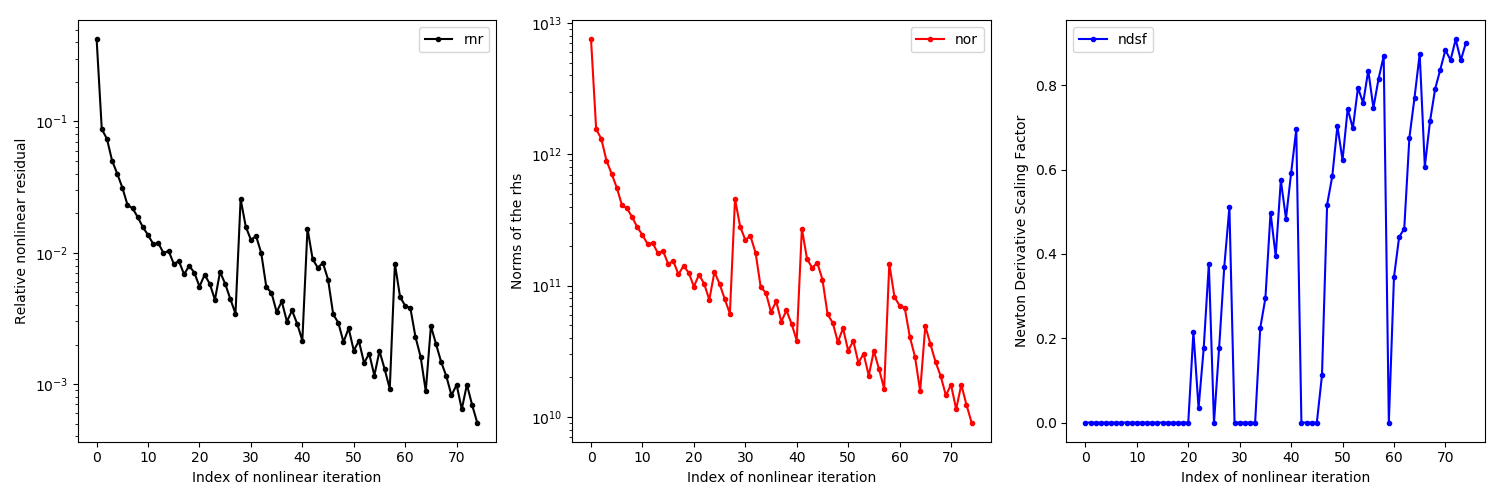 rnr
10⁻¹
10⁻²
10⁻³
Relative nonlinear residual
0 10 20 30 40 50 60 70
Index of nonlinear iteration
nor
10¹³
10¹²
10¹¹
10¹⁰
Norms of the rhs
0 10 20 30 40 50 60 70
Index of nonlinear iteration
ndsf
0.8
0.6
0.4
0.2
0.0
Newton Derivative Scaling Factor
0 10 20 30 40 50 60 70
Index of nonlinear iteration